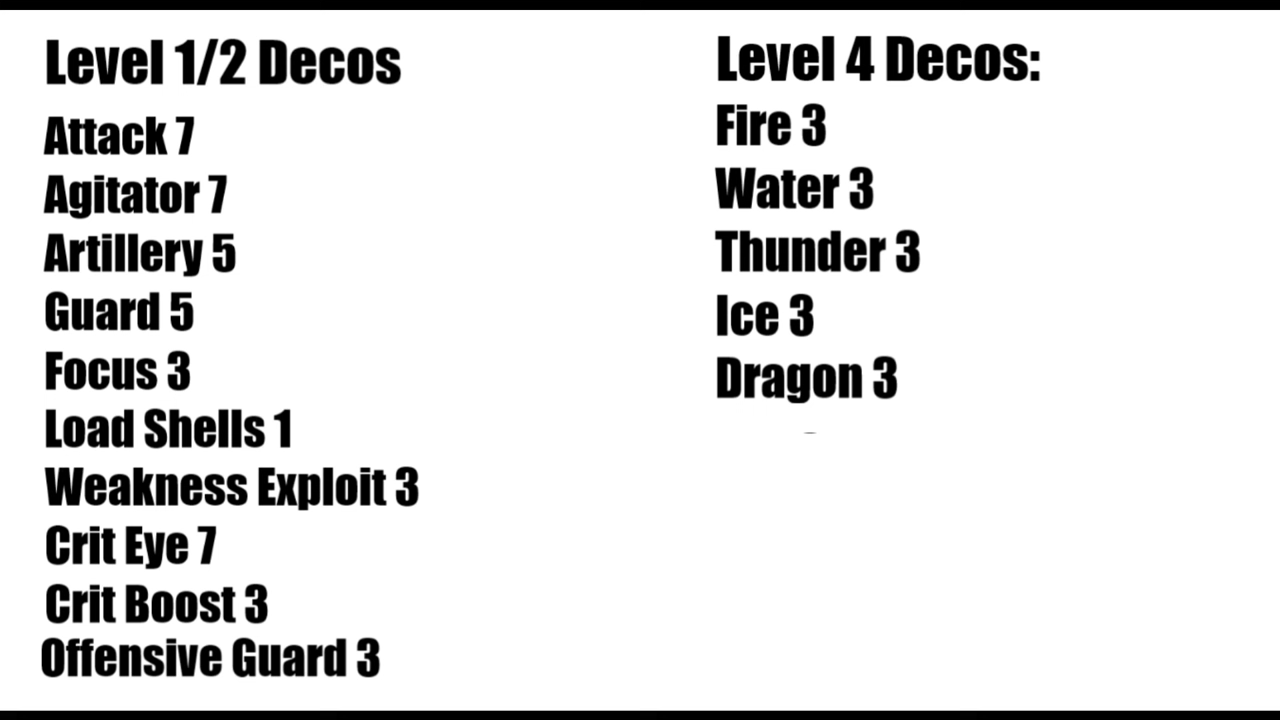 Level 1/2 Decos
Attack 7
Agitator 7
Artillery 5
Guard 5
Focus 3
Load Shells 1
Weakness Exploit 3
Crit Eye 7
Crit Boost 3
Offensive Guard 3
Level 4 Decos:
Fire 3
Water 3
Thunder 3
Ice 3
Dragon 3